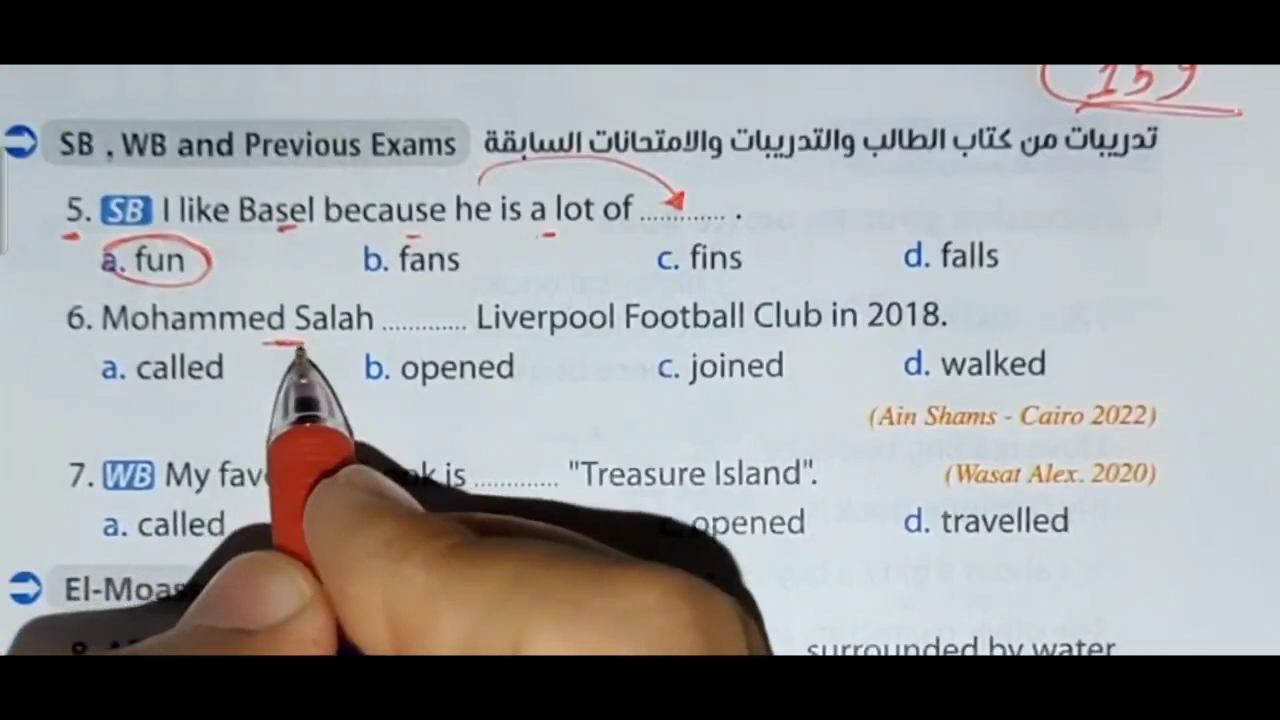 159
SB , WB and Previous Exams تدريبات من كتاب الطالب والتدريبات والامتحانات السابقة
5. SB I like Basel because he is a lot of ............ .
a. fun b. fans c. fins d. falls
6. Mohammed Salah ............ Liverpool Football Club in 2018.
a. called b. opened c. joined d. walked
(Ain Shams - Cairo 2022)
7. WB My is ............ "Treasure Island". (Wasat Alex. 2020)
a. called opened d. travelled
surrounded by water